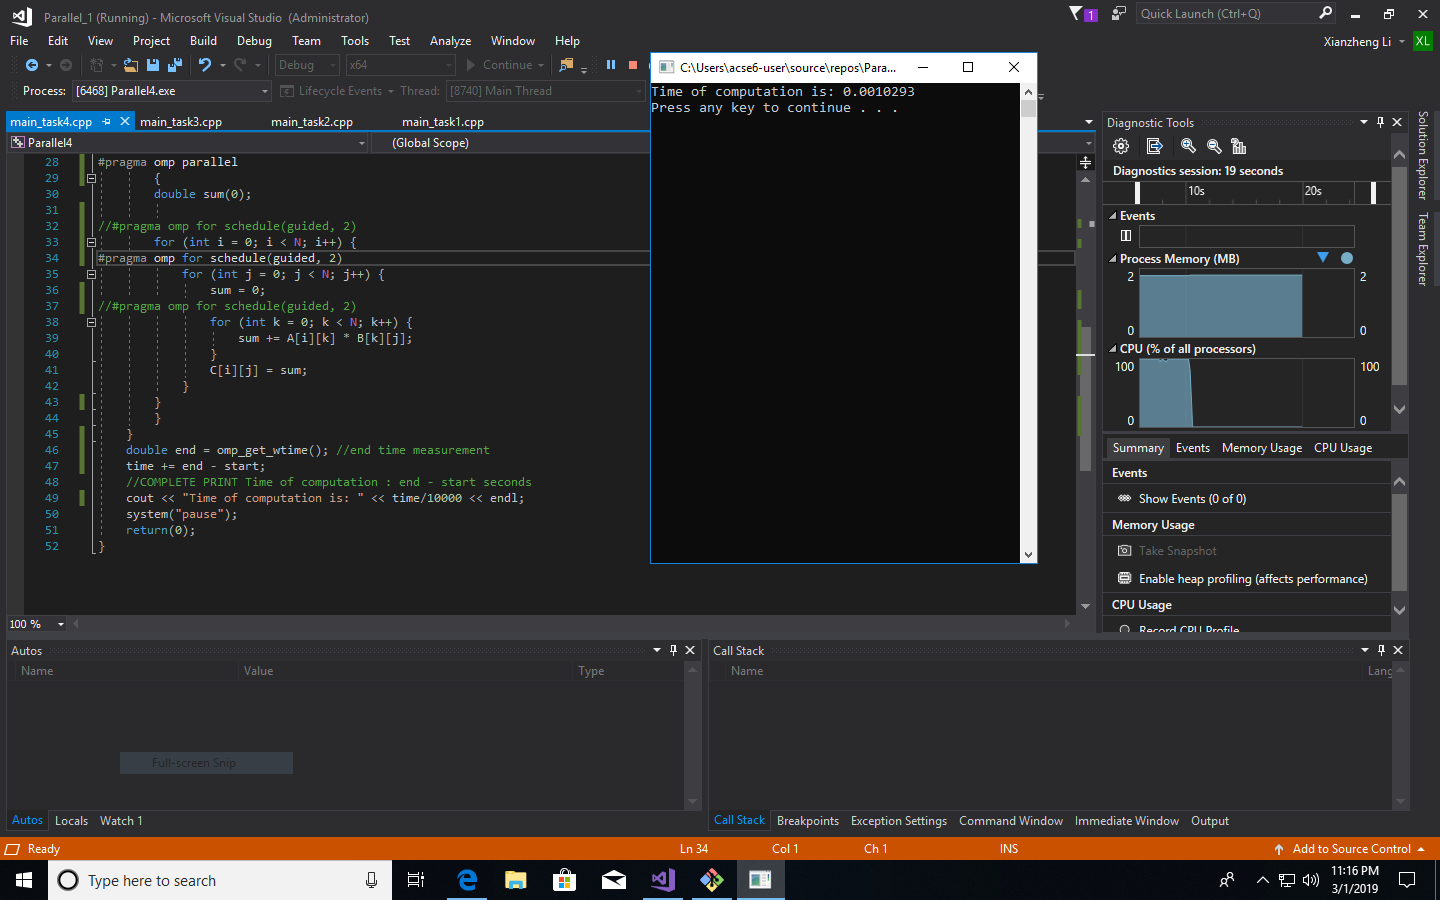 Parallel_1 (Running) - Microsoft Visual Studio (Administrator)
1
Quick Launch (Ctrl+Q)
File Edit View Project Build Debug Team Tools Test Analyze Window Help
Xianzheng Li XL
Debug x64 Continue
Process: [6468] Parallel4.exe Lifecycle Events Thread: [8740] Main Thread
main_task4.cpp main_task3.cpp main_task2.cpp main_task1.cpp
Parallel4 (Global Scope)
28 #pragma omp parallel
29 {
30 double sum(0);
31
32 //#pragma omp for schedule(guided, 2)
33 for (int i = 0; i < N; i++) {
34 #pragma omp for schedule(guided, 2)
35 for (int j = 0; j < N; j++) {
36 sum = 0;
37 //#pragma omp for schedule(guided, 2)
38 for (int k = 0; k < N; k++) {
39 sum += A[i][k] * B[k][j];
40 }
41 C[i][j] = sum;
42 }
43 }
44 }
45 }
46 double end = omp_get_wtime(); //end time measurement
47 time += end - start;
48 //COMPLETE PRINT Time of computation : end - start seconds
49 cout << "Time of computation is: " << time/10000 << endl;
50 system("pause");
51 return(0);
52 }
100 %
C:\Users\acse6-user\source\repos\Para...
Time of computation is: 0.0010293
Press any key to continue . . .
Diagnostic Tools
Diagnostics session: 19 seconds
10s 20s
Events
Process Memory (MB)
2 2
0 0
CPU (% of all processors)
100 100
0 0
Summary Events Memory Usage CPU Usage
Events
Show Events (0 of 0)
Memory Usage
Take Snapshot
Enable heap profiling (affects performance)
CPU Usage
Record CPU Profile
Solution Explorer
Team Explorer
Autos
Name Value Type
Full-screen Snip
Autos Locals Watch 1
Call Stack
Name Lang
Call Stack Breakpoints Exception Settings Command Window Immediate Window Output
Ready Ln 34 Col 1 Ch 1 INS Add to Source Control
Type here to search
11:16 PM
3/1/2019